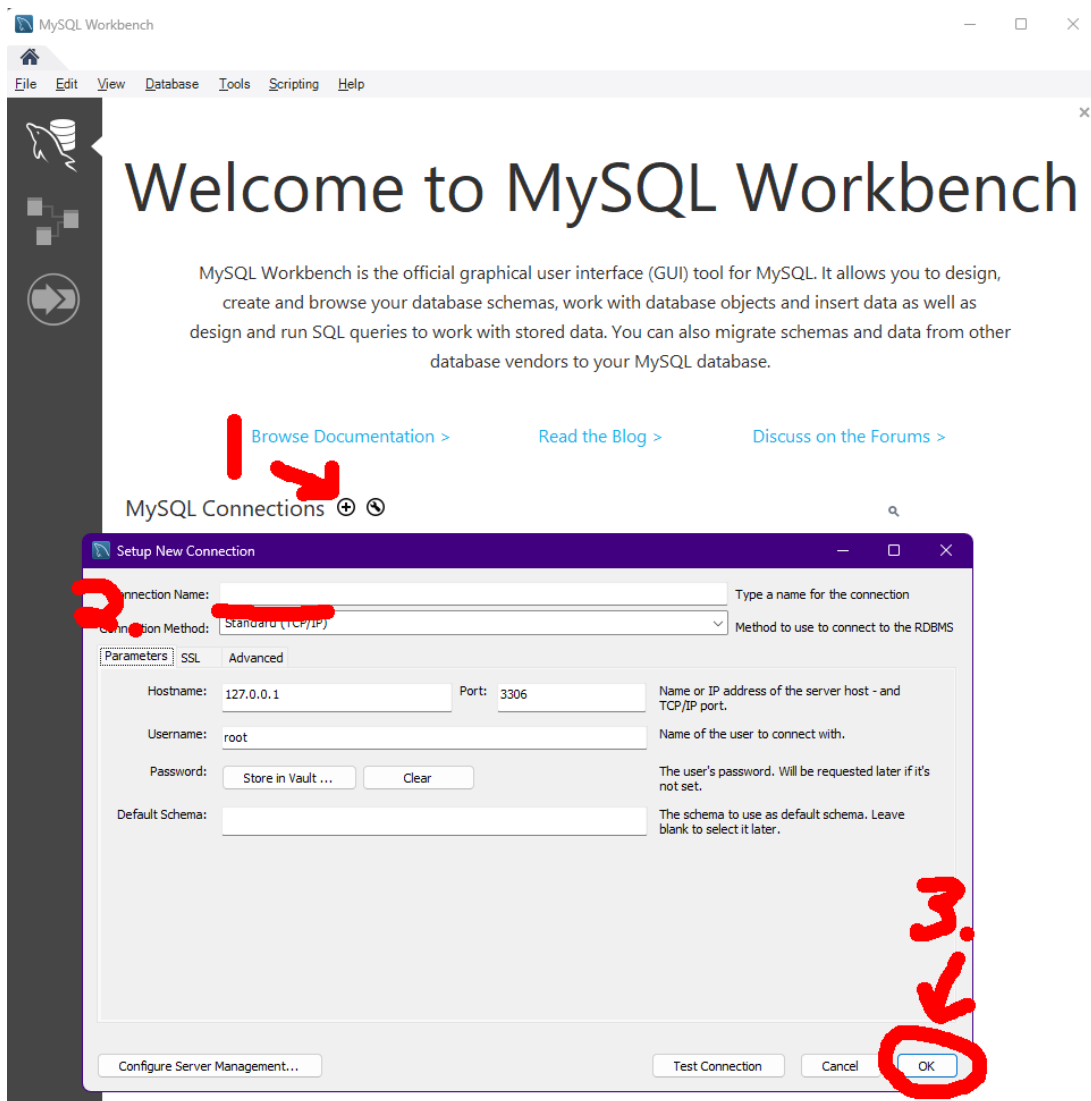 MySQL Workbench
File Edit View Database Tools Scripting Help
Welcome to MySQL Workbench
MySQL Workbench is the official graphical user interface (GUI) tool for MySQL. It allows you to design,
create and browse your database schemas, work with database objects and insert data as well as
design and run SQL queries to work with stored data. You can also migrate schemas and data from other
database vendors to your MySQL database.
1
Browse Documentation > Read the Blog > Discuss on the Forums >
MySQL Connections
Setup New Connection
2.
Connection Name: Type a name for the connection
Connection Method: Standard (TCP/IP) Method to use to connect to the RDBMS
Parameters SSL Advanced
Hostname: 127.0.0.1 Port: 3306 Name or IP address of the server host - and
TCP/IP port.
Username: root Name of the user to connect with.
Password: Store in Vault ... Clear The user's password. Will be requested later if it's
not set.
Default Schema: The schema to use as default schema. Leave
blank to select it later.
3.
Configure Server Management... Test Connection Cancel OK